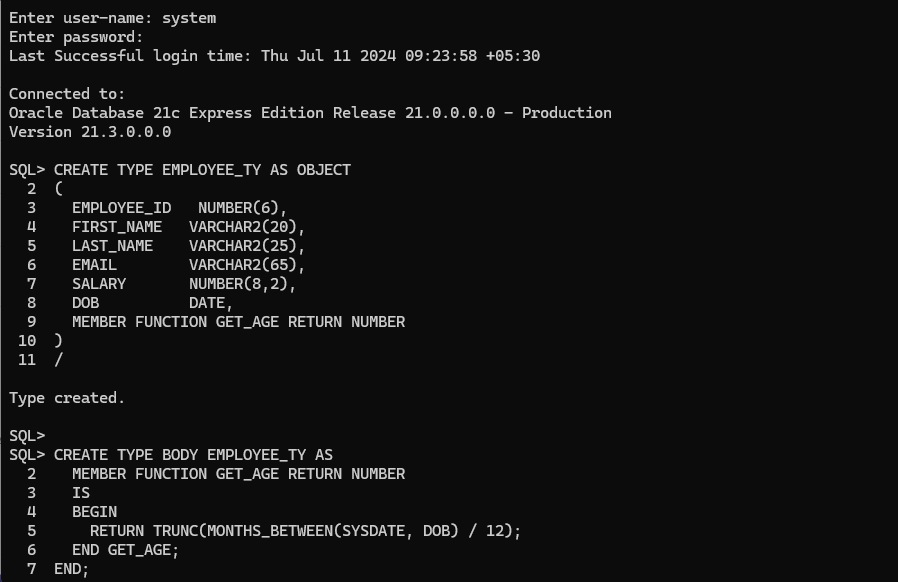 Enter user-name: system
Enter password:
Last Successful login time: Thu Jul 11 2024 09:23:58 +05:30
Connected to:
Oracle Database 21c Express Edition Release 21.0.0.0.0 - Production
Version 21.3.0.0.0
SQL> CREATE TYPE EMPLOYEE_TY AS OBJECT
  2  (
  3    EMPLOYEE_ID   NUMBER(6),
  4    FIRST_NAME   VARCHAR2(20),
  5    LAST_NAME    VARCHAR2(25),
  6    EMAIL        VARCHAR2(65),
  7    SALARY       NUMBER(8,2),
  8    DOB          DATE,
  9    MEMBER FUNCTION GET_AGE RETURN NUMBER
 10  )
 11  /
Type created.
SQL>
SQL> CREATE TYPE BODY EMPLOYEE_TY AS
  2    MEMBER FUNCTION GET_AGE RETURN NUMBER
  3    IS
  4    BEGIN
  5      RETURN TRUNC(MONTHS_BETWEEN(SYSDATE, DOB) / 12);
  6    END GET_AGE;
  7  END;